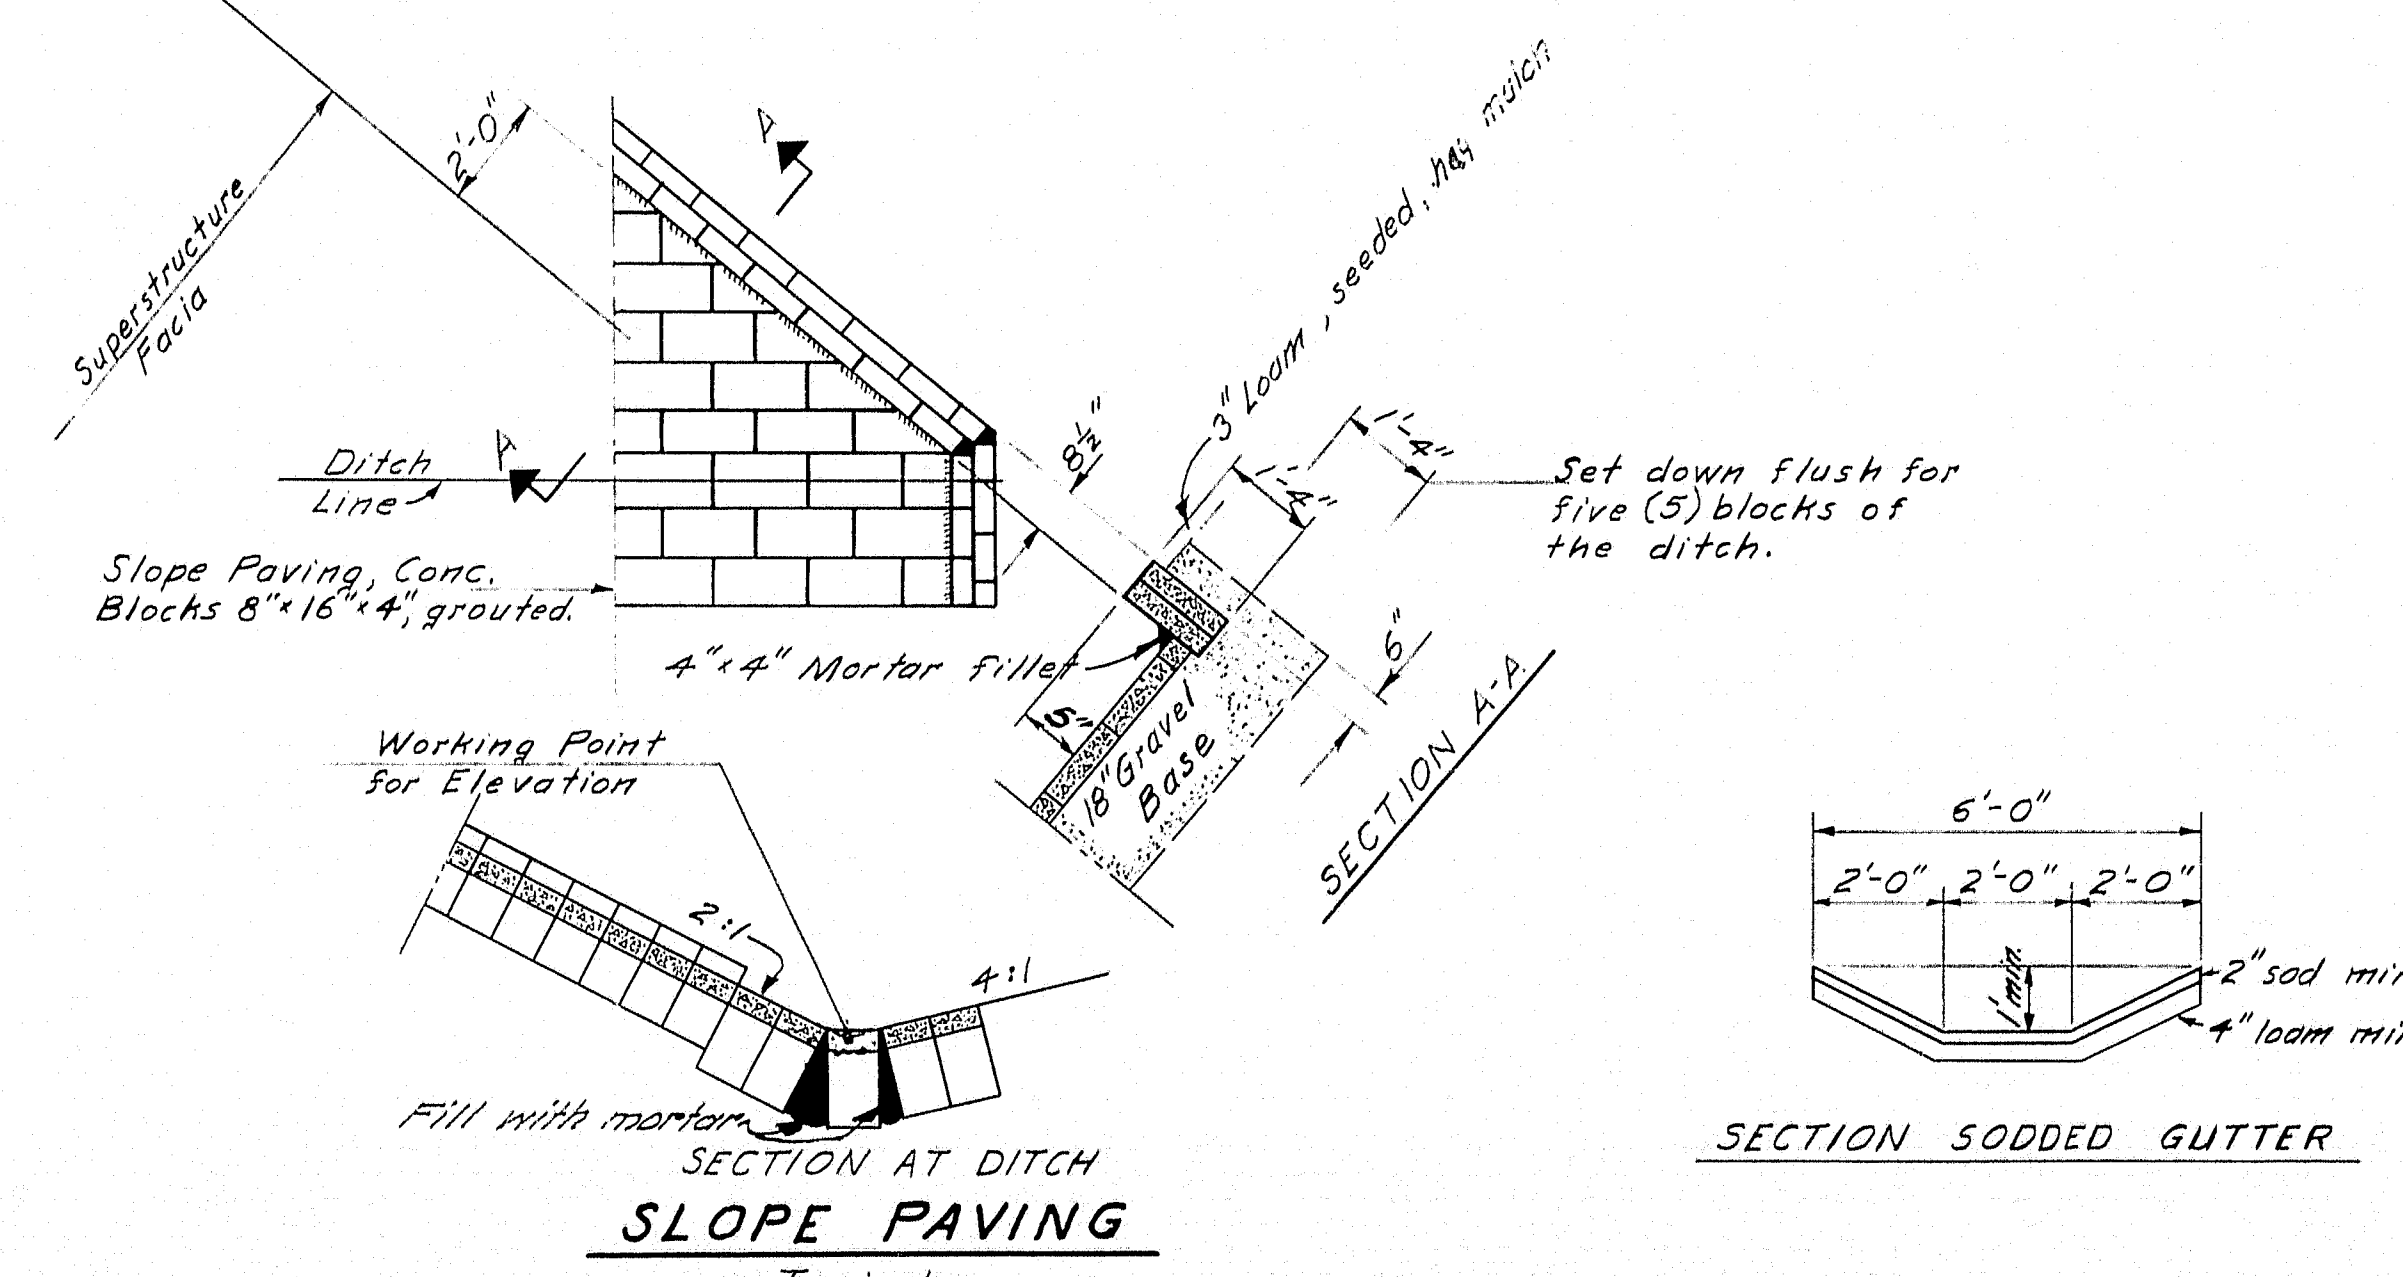 Superstructure
Facia
2'-0"
A
Ditch
Line
A
Slope Paving, Conc.
Blocks 8"x16"x4", grouted.
3" Loam, seeded, hay mulch
8½"
1'-4"
1'-4"
Set down flush for
five (5) blocks of
the ditch.
4"x4" Mortar fillet
5"
6"
18" Gravel
Base
SECTION A-A
Working Point
for Elevation
2:1
4:1
Fill with mortar
SECTION AT DITCH
SLOPE PAVING
6'-0"
2'-0" 2'-0" 2'-0"
1' min.
2" sod
4" loam
SECTION SODDED GUTTER